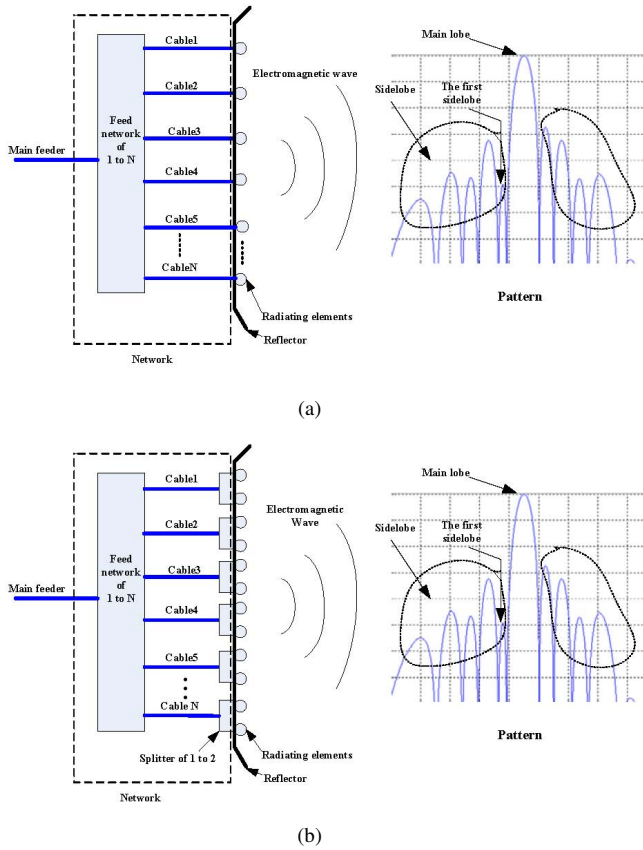 Main feeder
Feed
network
of
1 to N
Cable1
Cable2
Cable3
Cable4
Cable5
CableN
Electromagnetic wave
Radiating elements
Reflector
Network
Main lobe
Sidelobe
The first
sidelobe
Pattern
(a)
Main feeder
Feed
network
of
1 to N
Cable1
Cable2
Cable3
Cable4
Cable5
Cable N
Splitter of 1 to 2
Electromagnetic
Wave
Radiating elements
Reflector
Network
Main lobe
Sidelobe
The first
sidelobe
Pattern
(b)